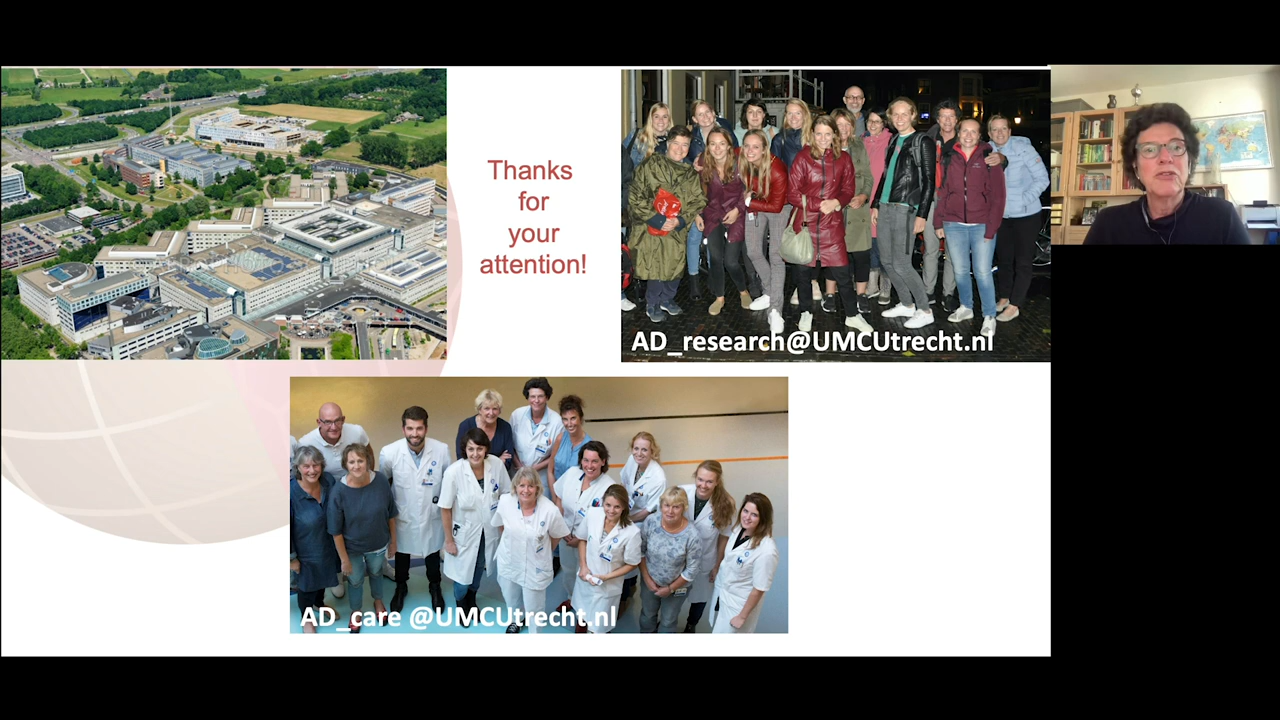 Thanks
for
your
attention!
AD_research@UMCUtrecht.nl
AD_care @UMCUtrecht.nl